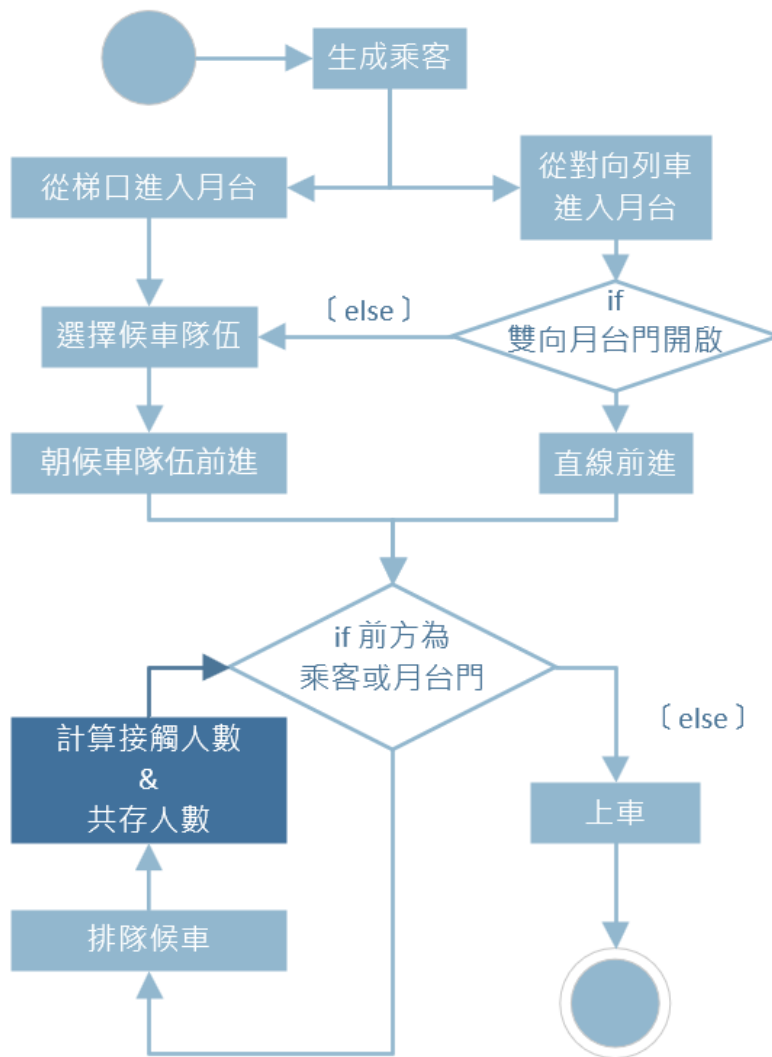 生成乘客
從梯口進入月台
從對向列車
進入月台
選擇候車隊伍
〔 else 〕
if
雙向月台門開啟
朝候車隊伍前進
直線前進
if 前方為
乘客或月台門
計算接觸人數
&
共存人數
〔 else 〕
上車
排隊候車